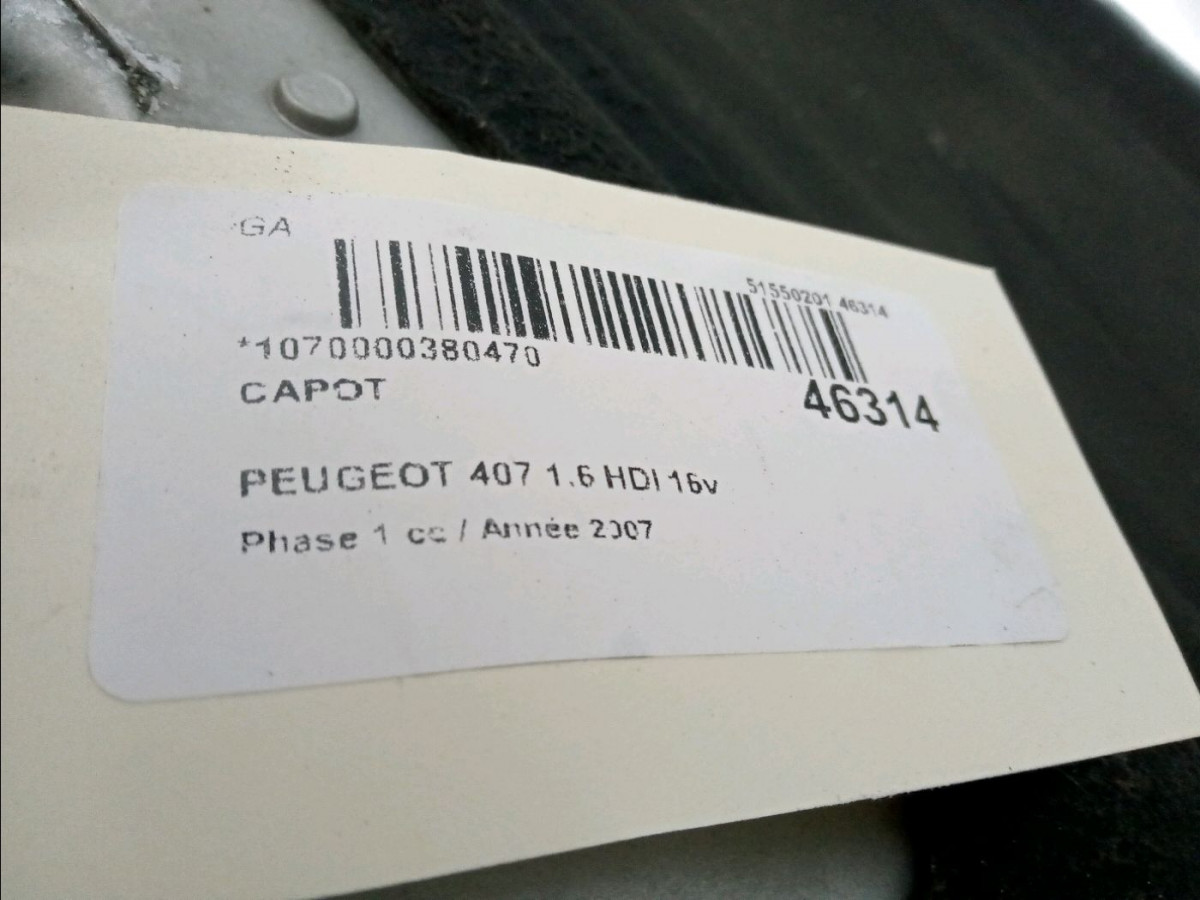 GA
51550201 46314
*1070000380470
46314
CAPOT
PEUGEOT 407 1.6 HDI 16v
Phase 1 cc / Année 2007